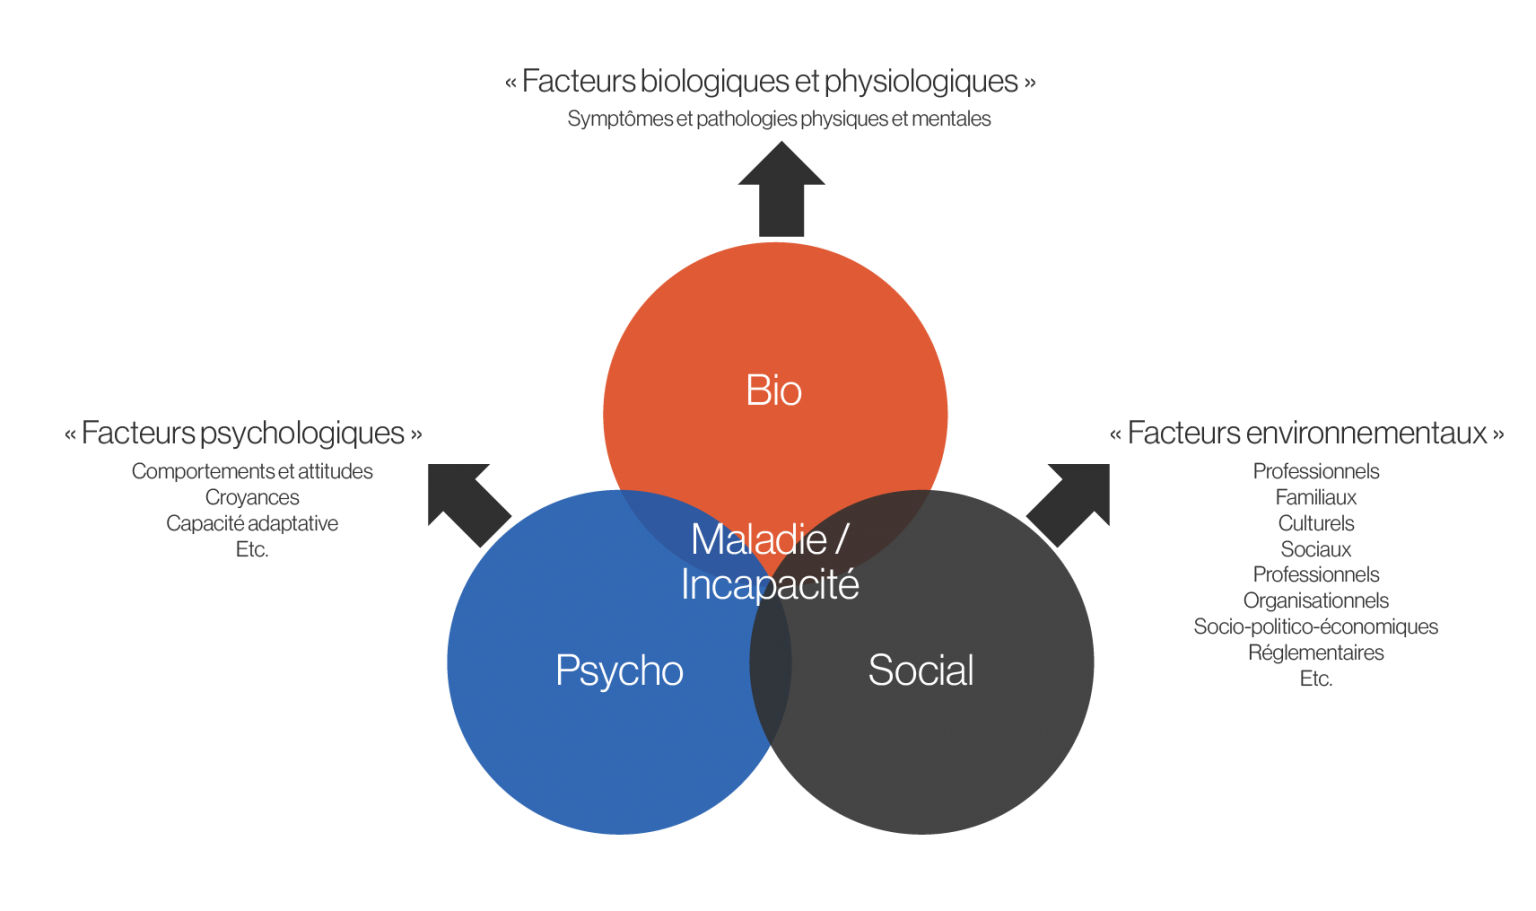 « Facteurs biologiques et physiologiques »
Symptômes et pathologies physiques et mentales
Bio
« Facteurs psychologiques »
Comportements et attitudes
Croyances
Capacité adaptative
Etc.
« Facteurs environnementaux »
Professionnels
Familiaux
Culturels
Sociaux
Professionnels
Organisationnels
Socio-politico-économiques
Réglementaires
Etc.
Maladie /
Incapacité
Psycho
Social